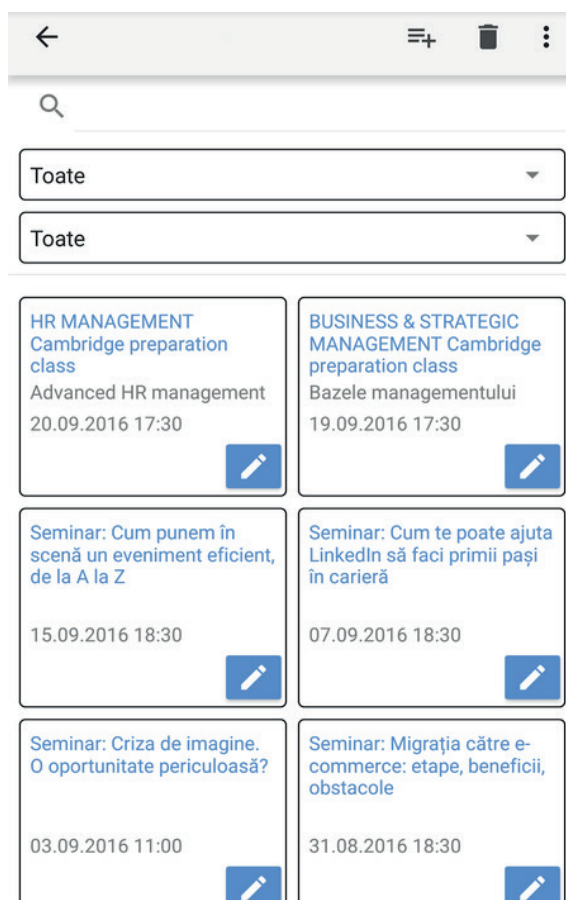 Toate
Toate
HR MANAGEMENT
Cambridge preparation
class
Advanced HR management
20.09.2016 17:30
BUSINESS & STRATEGIC
MANAGEMENT Cambridge
preparation class
Bazele managementului
19.09.2016 17:30
Seminar: Cum punem în
scenă un eveniment eficient,
de la A la Z
15.09.2016 18:30
Seminar: Cum te poate ajuta
LinkedIn să faci primii pași
în carieră
07.09.2016 18:30
Seminar: Criza de imagine.
O oportunitate periculoasă?
03.09.2016 11:00
Seminar: Migrația către e-
commerce: etape, beneficii,
obstacole
31.08.2016 18:30